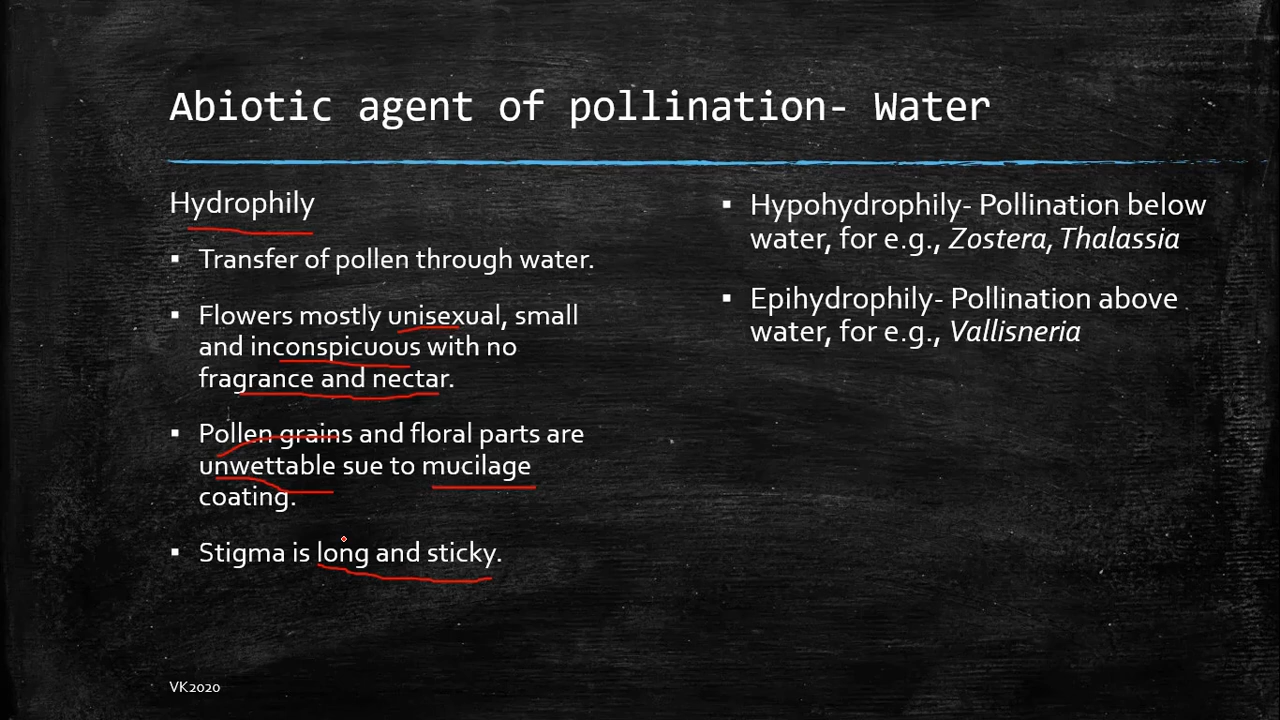 Abiotic agent of pollination- Water
Hydrophily
▪ Transfer of pollen through water.
▪ Flowers mostly unisexual, small
and inconspicuous with no
fragrance and nectar.
▪ Pollen grains and floral parts are
unwettable sue to mucilage
coating.
▪ Stigma is long and sticky.
▪ Hypohydrophily- Pollination below
water, for e.g., Zostera, Thalassia
▪ Epihydrophily- Pollination above
water, for e.g., Vallisneria
VK2020